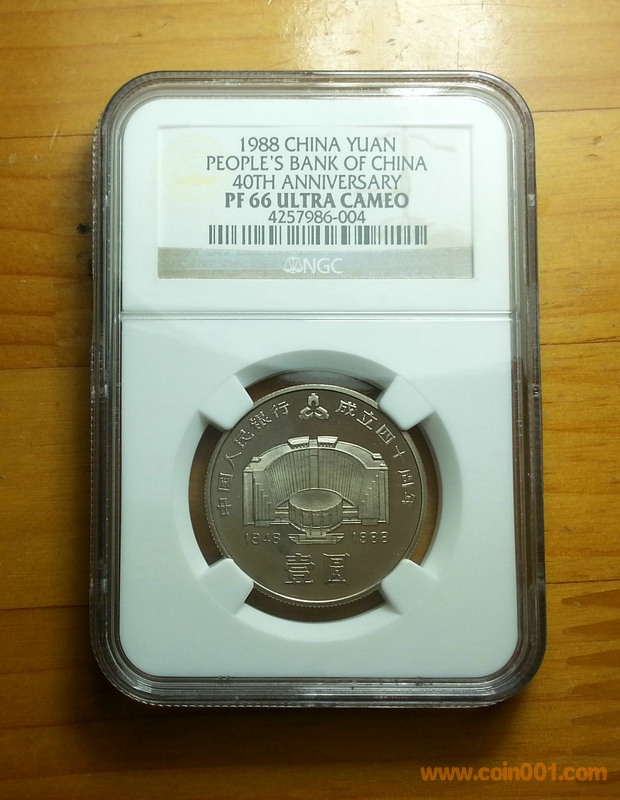 1988 CHINA YUAN
PEOPLE'S BANK OF CHINA
40TH ANNIVERSARY
PF 66 ULTRA CAMEO
4257986-004
NGC
中国人民银行 成立四十周年
1948 1988
壹圆
www.coin001.com